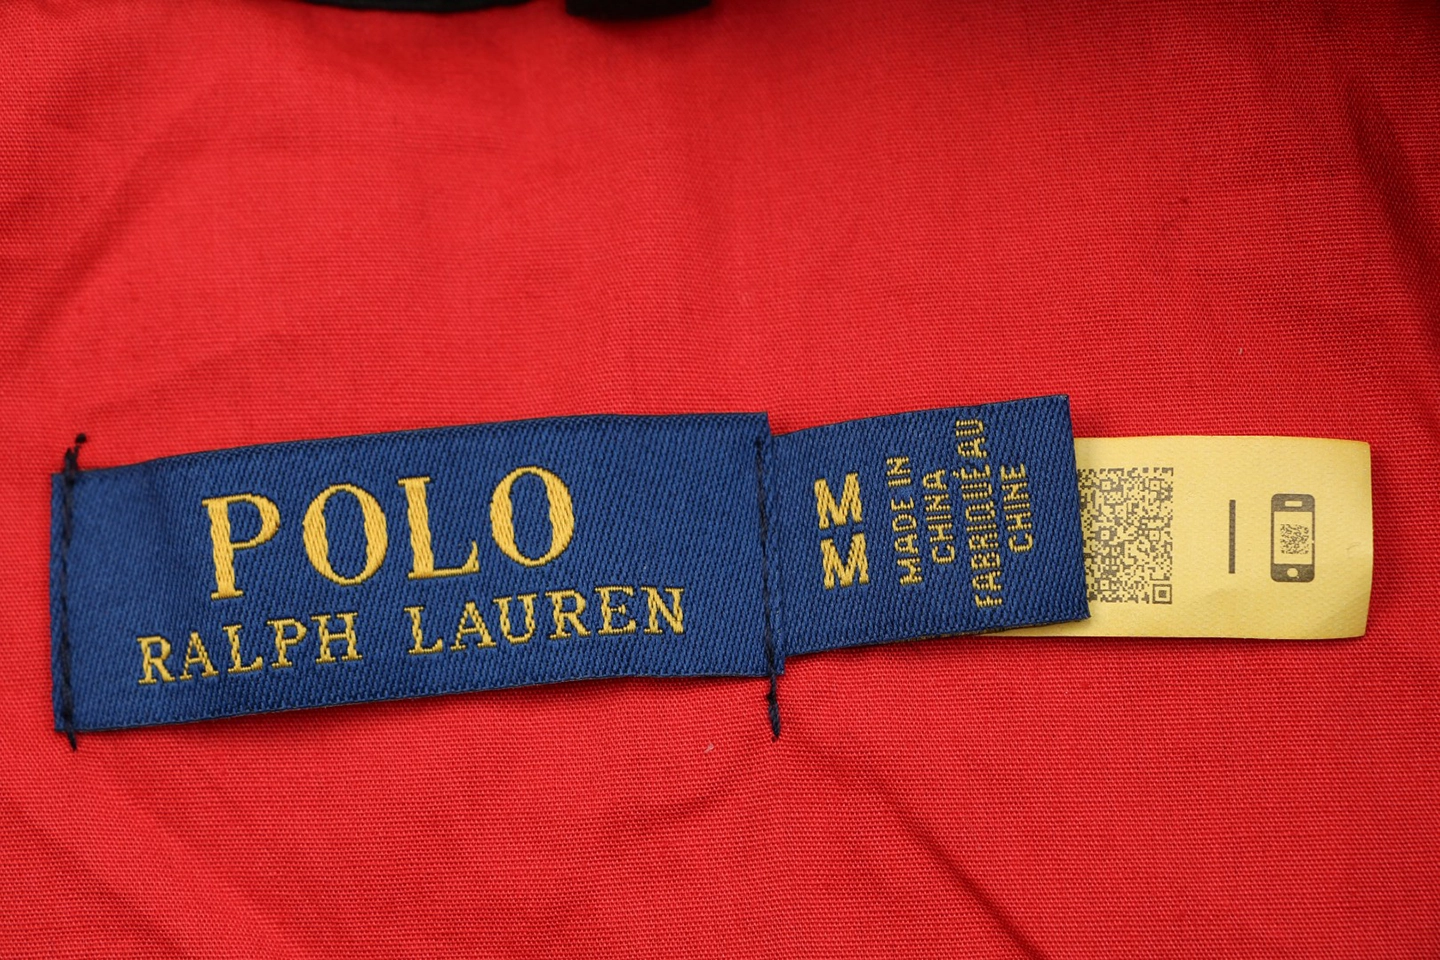 POLO
RALPH LAUREN
M
M
MADE IN
CHINA
FABRIQUÉ AU
CHINE